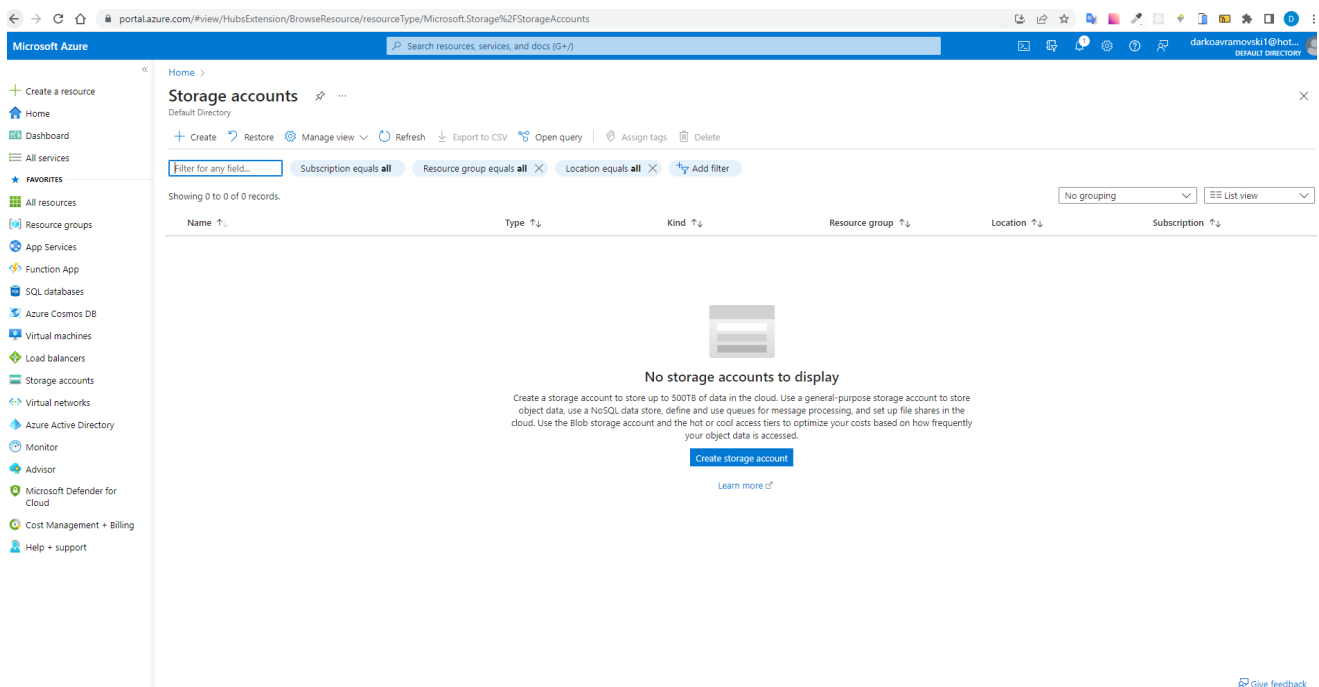 portal.azure.com/#view/HubsExtension/BrowseResource/resourceType/Microsoft.Storage%2FStorageAccounts
Microsoft Azure
Search resources, services, and docs (G+/)
1
darkoavramovski1@hot...
DEFAULT DIRECTORY
D
Create a resource
Home
Dashboard
All services
FAVORITES
All resources
Resource groups
App Services
Function App
SQL databases
Azure Cosmos DB
Virtual machines
Load balancers
Storage accounts
Virtual networks
Azure Active Directory
Monitor
Advisor
Microsoft Defender for
Cloud
Cost Management + Billing
Help + support
Home >
Storage accounts
Default Directory
Create Restore Manage view Refresh Export to CSV Open query Assign tags Delete
Filter for any field... Subscription equals all Resource group equals all Location equals all Add filter
Showing 0 to 0 of 0 records.
No grouping List view
Name Type Kind Resource group Location Subscription
No storage accounts to display
Create a storage account to store up to 500TB of data in the cloud. Use a general-purpose storage account to store
object data, use a NoSQL data store, define and use queues for message processing, and set up file shares in the
cloud. Use the Blob storage account and the hot or cool access tiers to optimize your costs based on how frequently
your object data is accessed.
Create storage account
Learn more
Give feedback